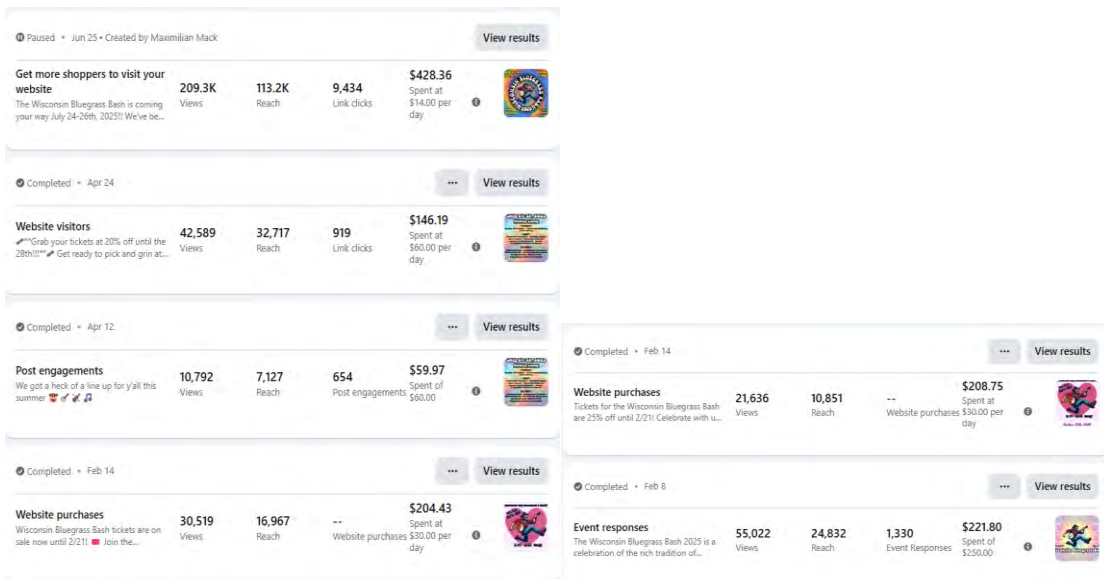 Paused • Jun 25 • Created by Maximilian Mack
View results
Get more shoppers to visit your
website
The Wisconsin Bluegrass Bash is coming
your way July 24-26th, 2025!! We've be...
209.3K
Views
113.2K
Reach
9,434
Link clicks
$428.36
Spent at
$14.00 per
day
Completed • Apr 24
...
View results
Website visitors
**Grab your tickets at 20% off until the
28th!!!** Get ready to pick and grin at...
42,589
Views
32,717
Reach
919
Link clicks
$146.19
Spent at
$60.00 per
day
Completed • Apr 12
...
View results
Post engagements
We got a heck of a line up for y'all this
summer 🤠 🎸 🎻 🎵
10,792
Views
7,127
Reach
654
Post engagements
$59.97
Spent of
$60.00
Completed • Feb 14
...
View results
Website purchases
Wisconsin Bluegrass Bash tickets are on
sale now until 2/21! 🎟️ Join the...
30,519
Views
16,967
Reach
--
Website purchases
$204.43
Spent at
$30.00 per
day
Completed • Feb 14
...
View results
Website purchases
Tickets for the Wisconsin Bluegrass Bash
are 25% off until 2/21! Celebrate with u...
21,636
Views
10,851
Reach
--
Website purchases
$208.75
Spent at
$30.00 per
day
Completed • Feb 8
...
View results
Event responses
The Wisconsin Bluegrass Bash 2025 is a
celebration of the rich tradition of...
55,022
Views
24,832
Reach
1,330
Event Responses
$221.80
Spent of
$250.00